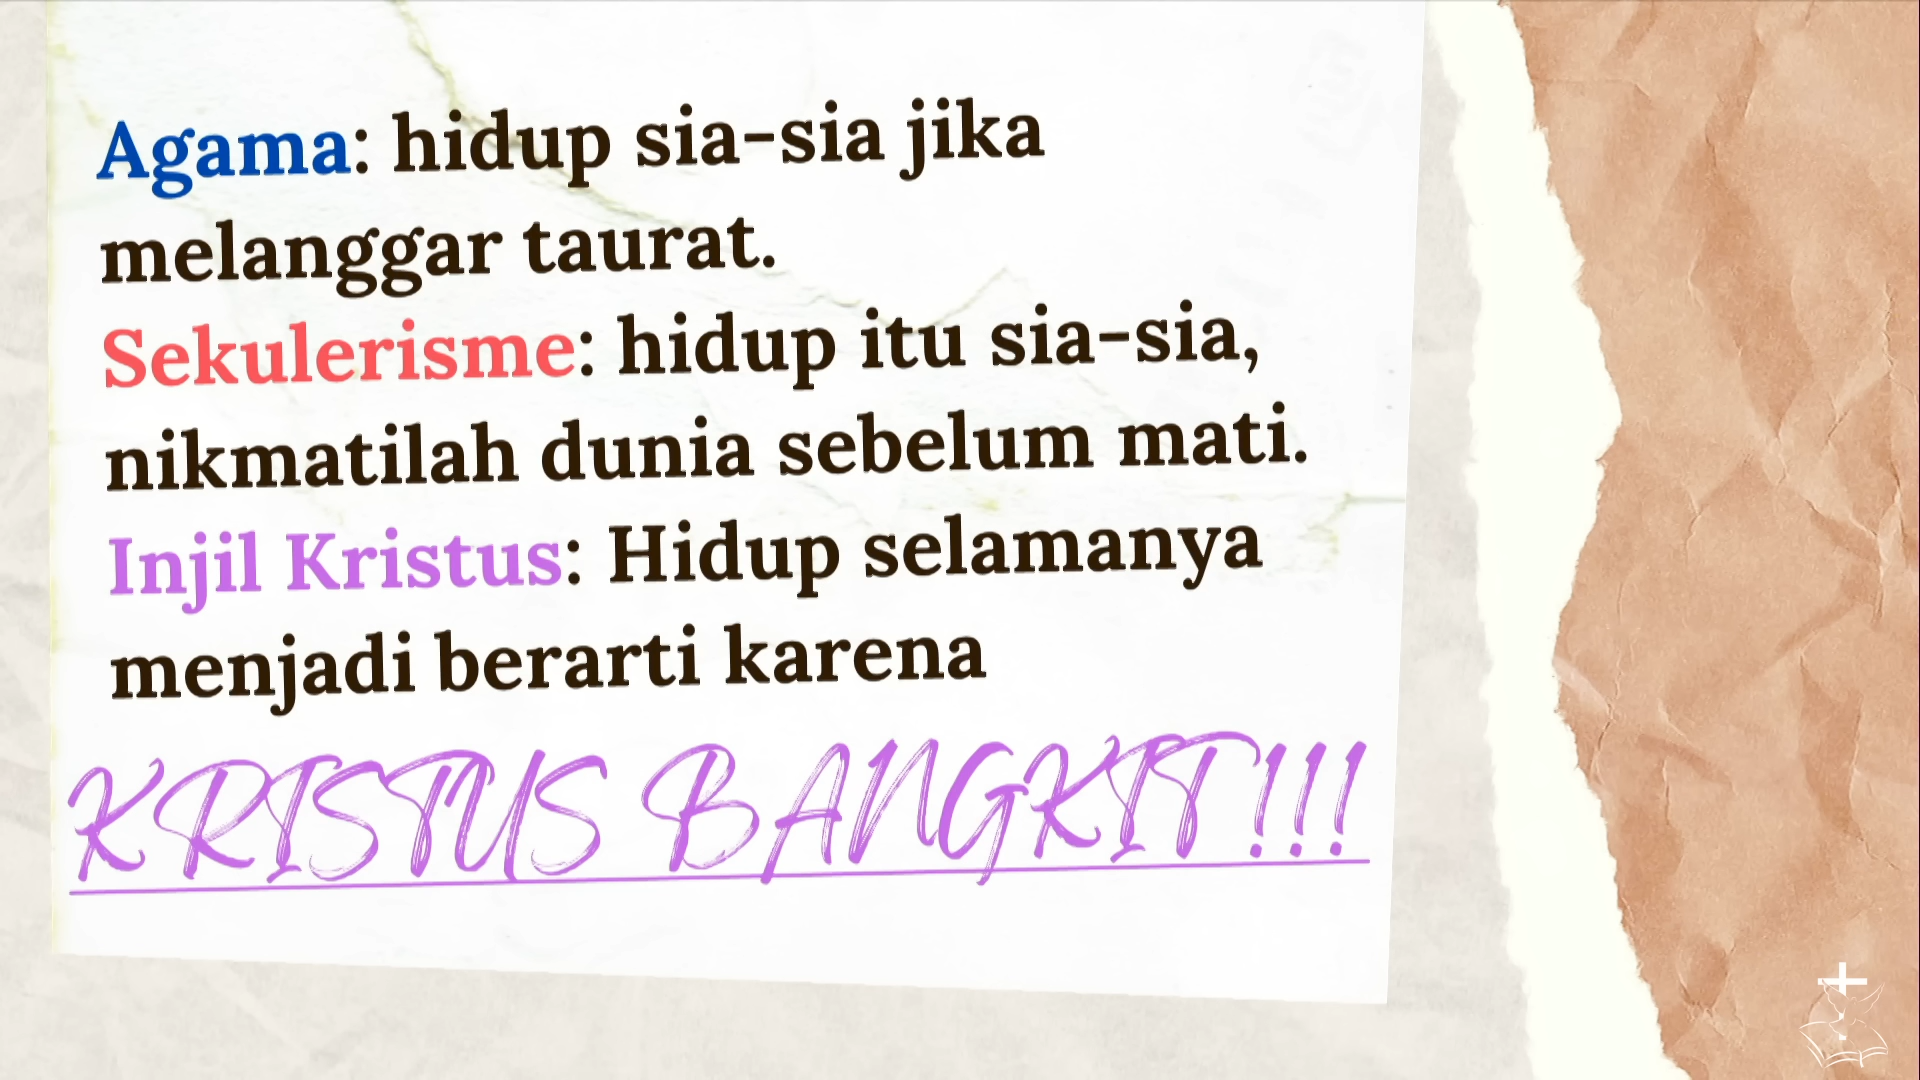 Agama: hidup sia-sia jika
melanggar taurat.
Sekulerisme: hidup itu sia-sia,
nikmatilah dunia sebelum mati.
Injil Kristus: Hidup selamanya
menjadi berarti karena
KRISTUS BANGKIT!!!